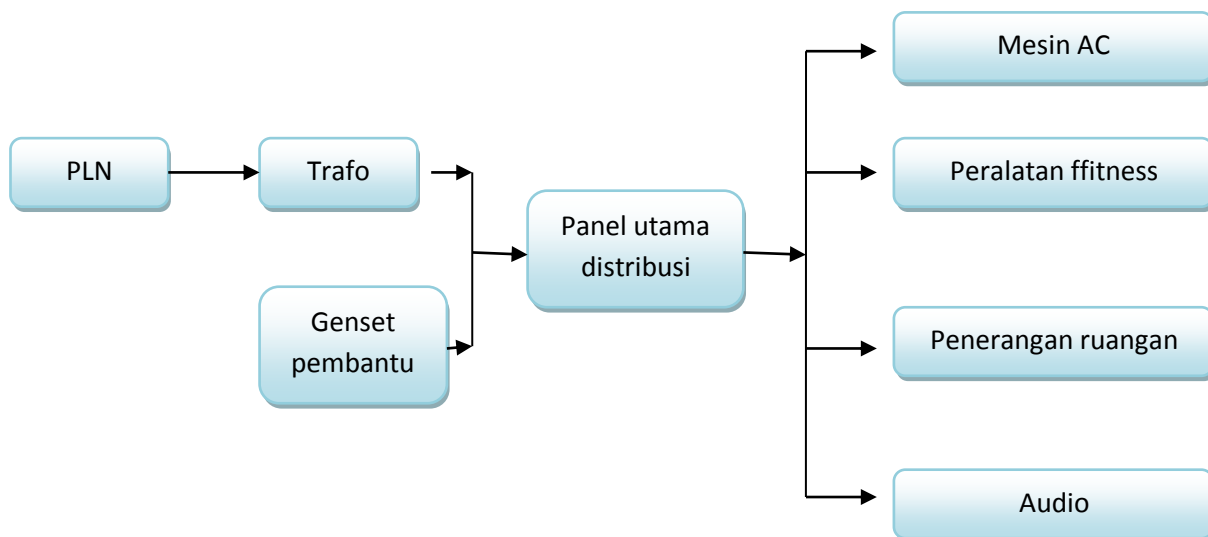 PLN
Trafo
Genset
pembantu
Panel utama
distribusi
Mesin AC
Peralatan ffitness
Penerangan ruangan
Audio